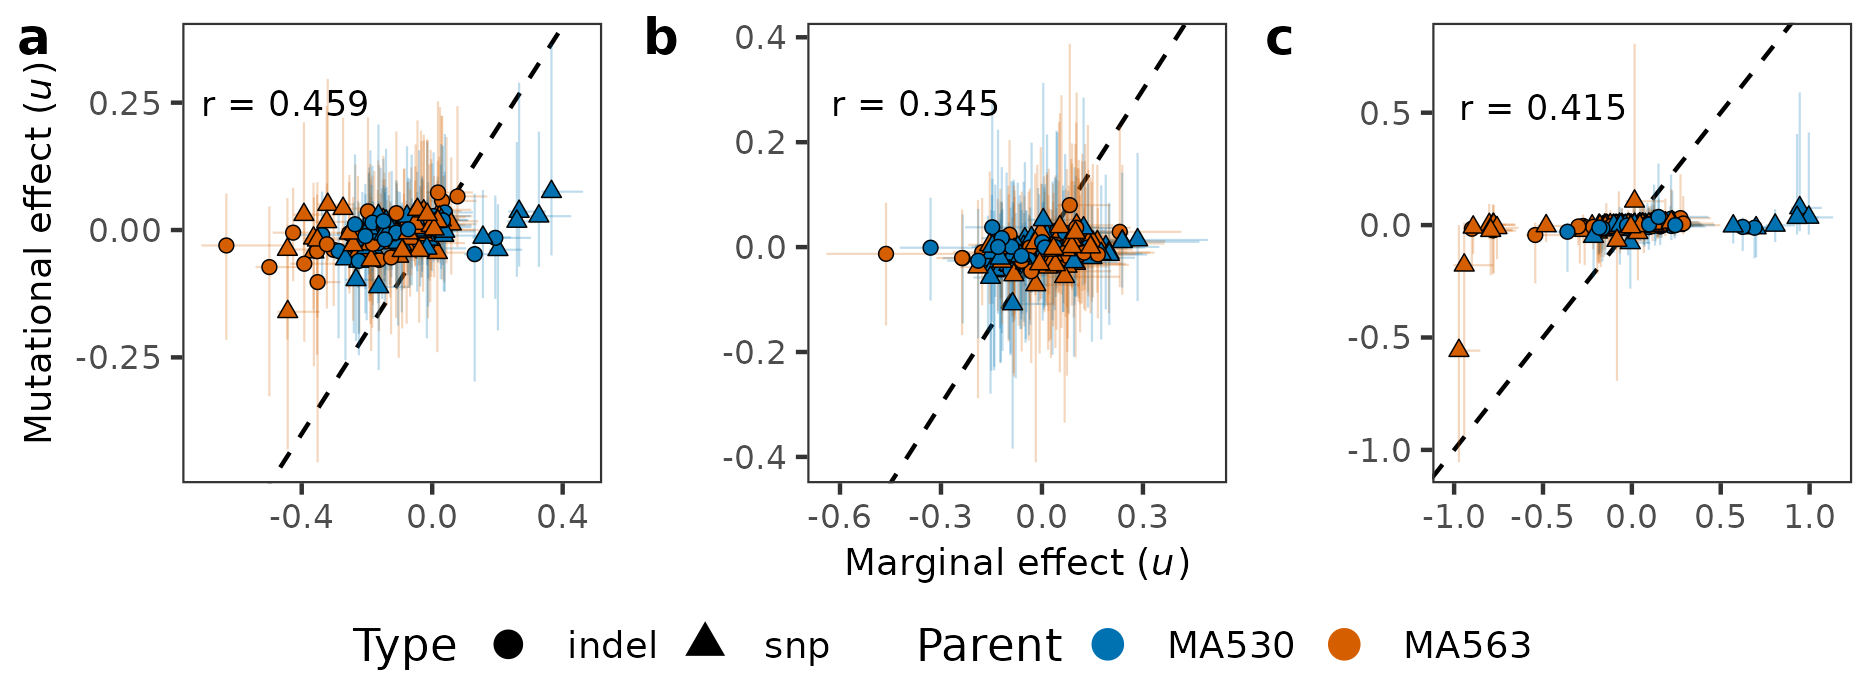 a
b
c
Mutational effect (u)
r = 0.459
0.25
0.00
-0.25
-0.4
0.0
0.4
r = 0.345
0.4
0.2
0.0
-0.2
-0.4
-0.6
-0.3
0.0
0.3
r = 0.415
0.5
0.0
-0.5
-1.0
-1.0
-0.5
0.0
0.5
1.0
Marginal effect (u)
Type indel snp Parent MA530 MA563